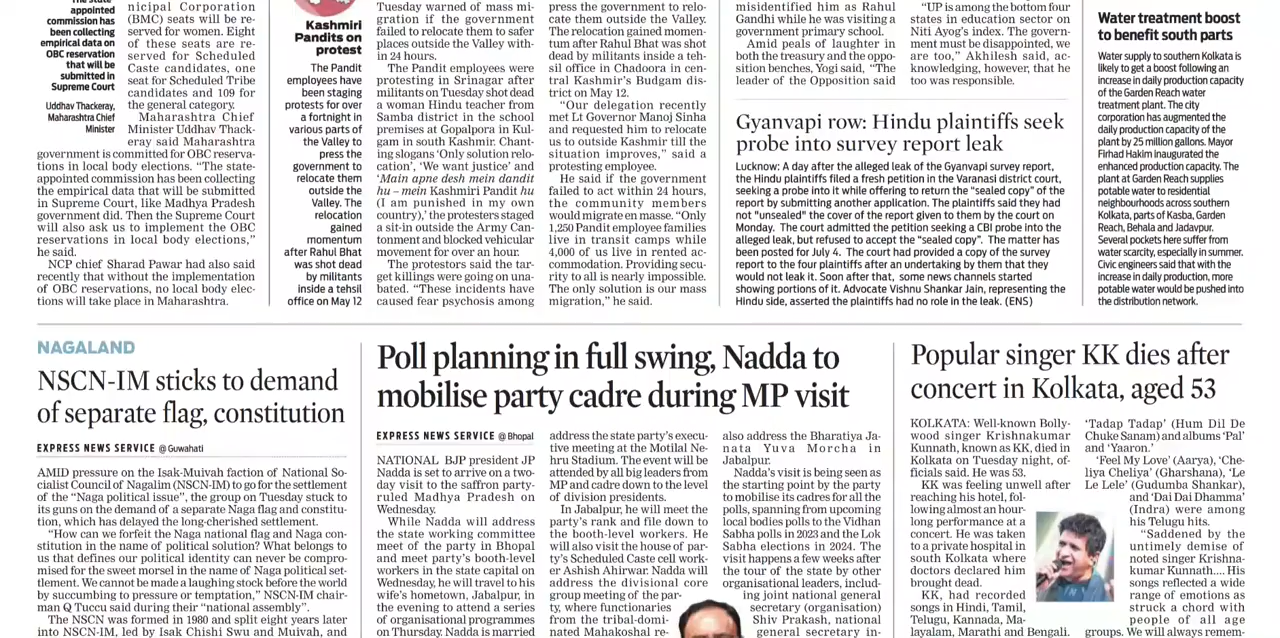 The state-
appointed
commission has
been collecting
empirical data on
OBC reservation
that will be
submitted in
Supreme Court
Uddhav Thackeray,
Maharashtra Chief
Minister
nicipal Corporation
(BMC) seats will be re-
served for women. Eight
of these seats are re-
served for Scheduled
Caste candidates, one
seat for Scheduled Tribe
candidates and 109 for
the general category.
Maharashtra Chief
Minister Uddhav Thack-
eray said Maharashtra
government is committed for OBC reserva-
tions in local body elections. “The state-
appointed commission has been collecting
the empirical data that will be submitted
in Supreme Court, like Madhya Pradesh
government did. Then the Supreme Court
will also ask us to implement the OBC
reservations in local body elections,”
he said.
NCP chief Sharad Pawar had also said
recently that without the implementation
of OBC reservations, no local body elec-
tions will take place in Maharashtra.
Kashmiri
Pandits on
protest
The Pandit
employees have
been staging
protests for over
a fortnight in
various parts of
the Valley to
press the
government to
relocate them
outside the
Valley. The
relocation
gained
momentum
after Rahul Bhat
was shot dead
by militants
inside a tehsil
office on May 12
Tuesday warned of mass mi-
gration if the government
failed to relocate them to safer
places outside the Valley with-
in 24 hours.
The Pandit employees were
protesting in Srinagar after
militants on Tuesday shot dead
a woman Hindu teacher from
Samba district in the school
premises at Gopalpora in Kul-
gam in south Kashmir. Chant-
ing slogans ‘Only solution relo-
cation’, ‘We want justice’ and
‘Main apne desh mein dandit
hu – mein Kashmiri Pandit hu
(I am punished in my own
country),’ the protesters staged
a sit-in outside the Army Can-
tonment and blocked vehicular
movement for over an hour.
The protestors said the tar-
get killings were going on una-
bated. “These incidents have
caused fear psychosis among
press the government to relo-
cate them outside the Valley.
The relocation gained momen-
tum after Rahul Bhat was shot
dead by militants inside a teh-
sil office in Chadoora in cen-
tral Kashmir’s Budgam dis-
trict on May 12.
“Our delegation recently
met Lt Governor Manoj Sinha
and requested him to relocate
us to outside Kashmir till the
situation improves,” said a
protesting employee.
He said if the government
failed to act within 24 hours,
the community members
would migrate en masse. “Only
1,250 Pandit employee families
live in transit camps while
4,000 of us live in rented ac-
commodation. Providing secu-
rity to all is nearly impossible.
The only solution is our mass
migration,” he said.
misidentified him as Rahul
Gandhi while he was visiting a
government primary school.
Amid peals of laughter in
both the treasury and the oppo-
sition benches, Yogi said, “The
leader of the Opposition said
“UP is among the bottom four
states in education sector on
Niti Ayog’s index. The govern-
ment must be disappointed, we
are too,” Akhilesh said, ac-
knowledging, however, that he
too was responsible.
Gyanvapi row: Hindu plaintiffs seek
probe into survey report leak
Lucknow: A day after the alleged leak of the Gyanvapi survey report,
the Hindu plaintiffs filed a fresh petition in the Varanasi district court,
seeking a probe into it while offering to return the “sealed copy” of the
report by submitting another application. The plaintiffs said they had
not "unsealed" the cover of the report given to them by the court on
Monday. The court admitted the petition seeking a CBI probe into the
alleged leak, but refused to accept the “sealed copy”. The matter has
been posted for July 4. The court had provided a copy of the survey
report to the four plaintiffs after an undertaking by them that they
would not leak it. Soon after that, some news channels started
showing portions of it. Advocate Vishnu Shankar Jain, representing the
Hindu side, asserted the plaintiffs had no role in the leak. (ENS)
Water treatment boost
to benefit south parts
Water supply to southern Kolkata is
likely to get a boost following an
increase in daily production capacity
of the Garden Reach water
treatment plant. The city
corporation has augmented the
daily production capacity of the
plant by 25 million gallons. Mayor
Firhad Hakim inaugurated the
enhanced production capacity. The
plant at Garden Reach supplies
potable water to residential
neighbourhoods across southern
Kolkata, parts of Kasba, Garden
Reach, Behala and Jadavpur.
Several pockets here suffer from
water scarcity, especially in summer.
Civic engineers said that with the
increase in daily production, more
potable water would be pushed into
the distribution network.
NAGALAND
NSCN-IM sticks to demand
of separate flag, constitution
EXPRESS NEWS SERVICE @ Guwahati
AMID pressure on the Isak-Muivah faction of National So-
cialist Council of Nagalim (NSCN-IM) to go for the settlement
of the “Naga political issue”, the group on Tuesday stuck to
its guns on the demand of a separate Naga flag and constitu-
tion, which has delayed the long-cherished settlement.
“How can we forfeit the Naga national flag and Naga con-
stitution in the name of political solution? What belongs to
us that defines our political identity can never be compro-
mised for the sweet morsel in the name of Naga political set-
tlement. We cannot be made a laughing stock before the world
by succumbing to pressure or temptation,” NSCN-IM chair-
man Q Tuccu said during their “national assembly”.
The NSCN was formed in 1980 and split eight years later
into NSCN-IM, led by Isak Chishi Swu and Muivah, and
Poll planning in full swing, Nadda to
mobilise party cadre during MP visit
EXPRESS NEWS SERVICE @ Bhopal
NATIONAL BJP president JP
Nadda is set to arrive on a two-
day visit to the saffron party-
ruled Madhya Pradesh on
Wednesday.
While Nadda will address
the state working committee
meet of the party in Bhopal
and meet party’s booth-level
workers in the state capital on
Wednesday, he will travel to his
wife’s hometown, Jabalpur, in
the evening to attend a series
of organisational programmes
on Thursday. Nadda is married
address the state party’s execu-
tive meeting at the Motilal Ne-
hru Stadium. The event will be
attended by all big leaders from
MP and cadre down to the level
of division presidents.
In Jabalpur, he will meet the
party’s rank and file down to
the booth-level workers. He
will also visit the house of par-
ty’s Scheduled Caste cell work-
er Ashish Ahirwar. Nadda will
address the divisional core
group meeting of the par-
ty, where functionaries
from the tribal-domi-
nated Mahakoshal re-
also address the Bharatiya Ja-
nata Yuva Morcha in
Jabalpur.
Nadda’s visit is being seen as
the starting point by the party
to mobilise its cadres for all the
polls, spanning from upcoming
local bodies polls to the Vidhan
Sabha polls in 2023 and the Lok
Sabha elections in 2024. The
visit happens a few weeks after
the tour of the state by other
organisational leaders, includ-
ing joint national general
secretary (organisation)
Shiv Prakash, national
general secretary in-
Popular singer KK dies after
concert in Kolkata, aged 53
KOLKATA: Well-known Bolly-
wood singer Krishnakumar
Kunnath, known as KK, died in
Kolkata on Tuesday night, of-
ficials said. He was 53.
KK was feeling unwell after
reaching his hotel, fol-
lowing almost an hour-
long performance at a
concert. He was taken
to a private hospital in
south Kolkata where
doctors declared him
brought dead.
KK, had recorded
songs in Hindi, Tamil,
Telugu, Kannada, Ma-
layalam, Marathi and Bengali.
‘Tadap Tadap’ (Hum Dil De
Chuke Sanam) and albums ‘Pal’
and ‘Yaaron.’
‘Feel My Love’ (Aarya), ‘Che-
liya Cheliya’ (Gharshana), ‘Le
Le Lele’ (Gudumba Shankar),
and ‘Dai Dai Dhamma’
(Indra) were among
his Telugu hits.
“Saddened by the
untimely demise of
noted singer Krishna-
kumar Kunnath.... His
songs reflected a wide
range of emotions as
struck a chord with
people of all age
groups. We will always remem-